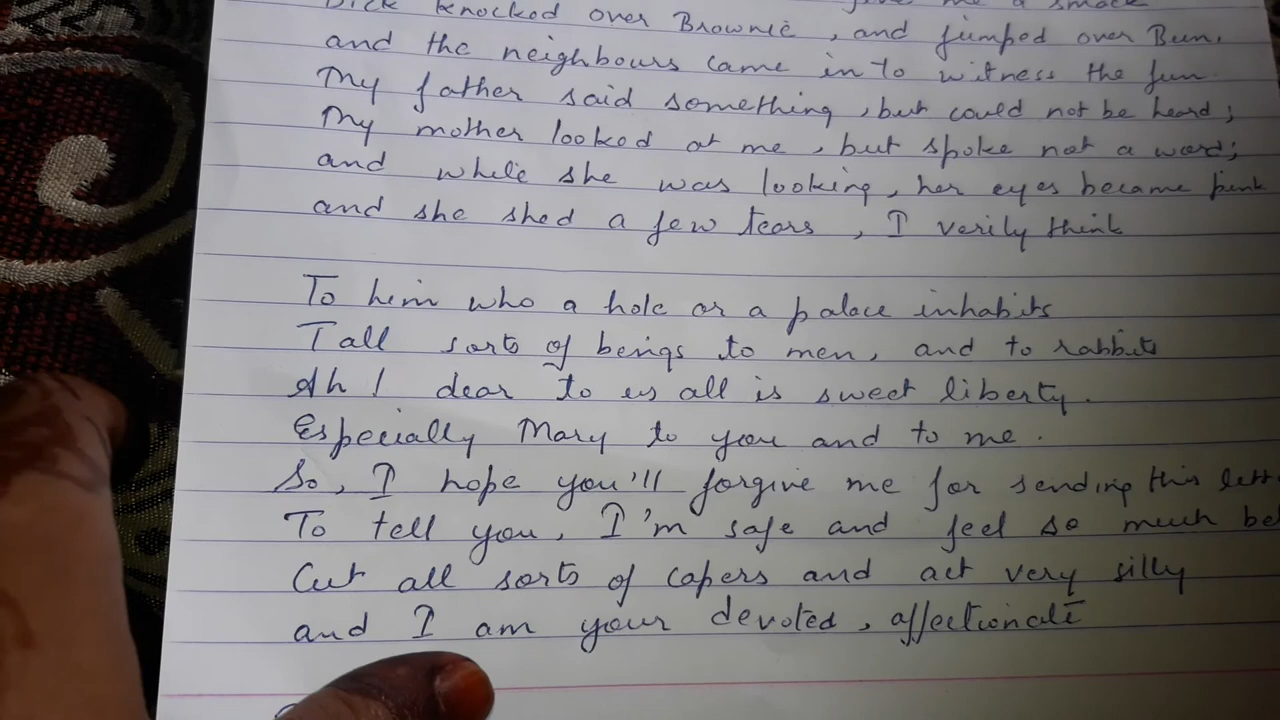 Dick knocked over Brownie, and jumped over Bun,
and the neighbours came in to witness the fun
My father said something, but could not be heard;
My mother looked at me, but spoke not a word;
and while she was looking, her eyes became pink
and she shed a few tears, I verily think
To him who a hole or a palace inhabits
To all sorts of beings to men, and to rabbits
Ah! dear to us all is sweet liberty.
Especially Mary to you and to me.
So, I hope you'll forgive me for sending this
To tell you, I'm safe and feel so much
Cut all sorts of capers and act very silly
and I am your devoted, affectionate